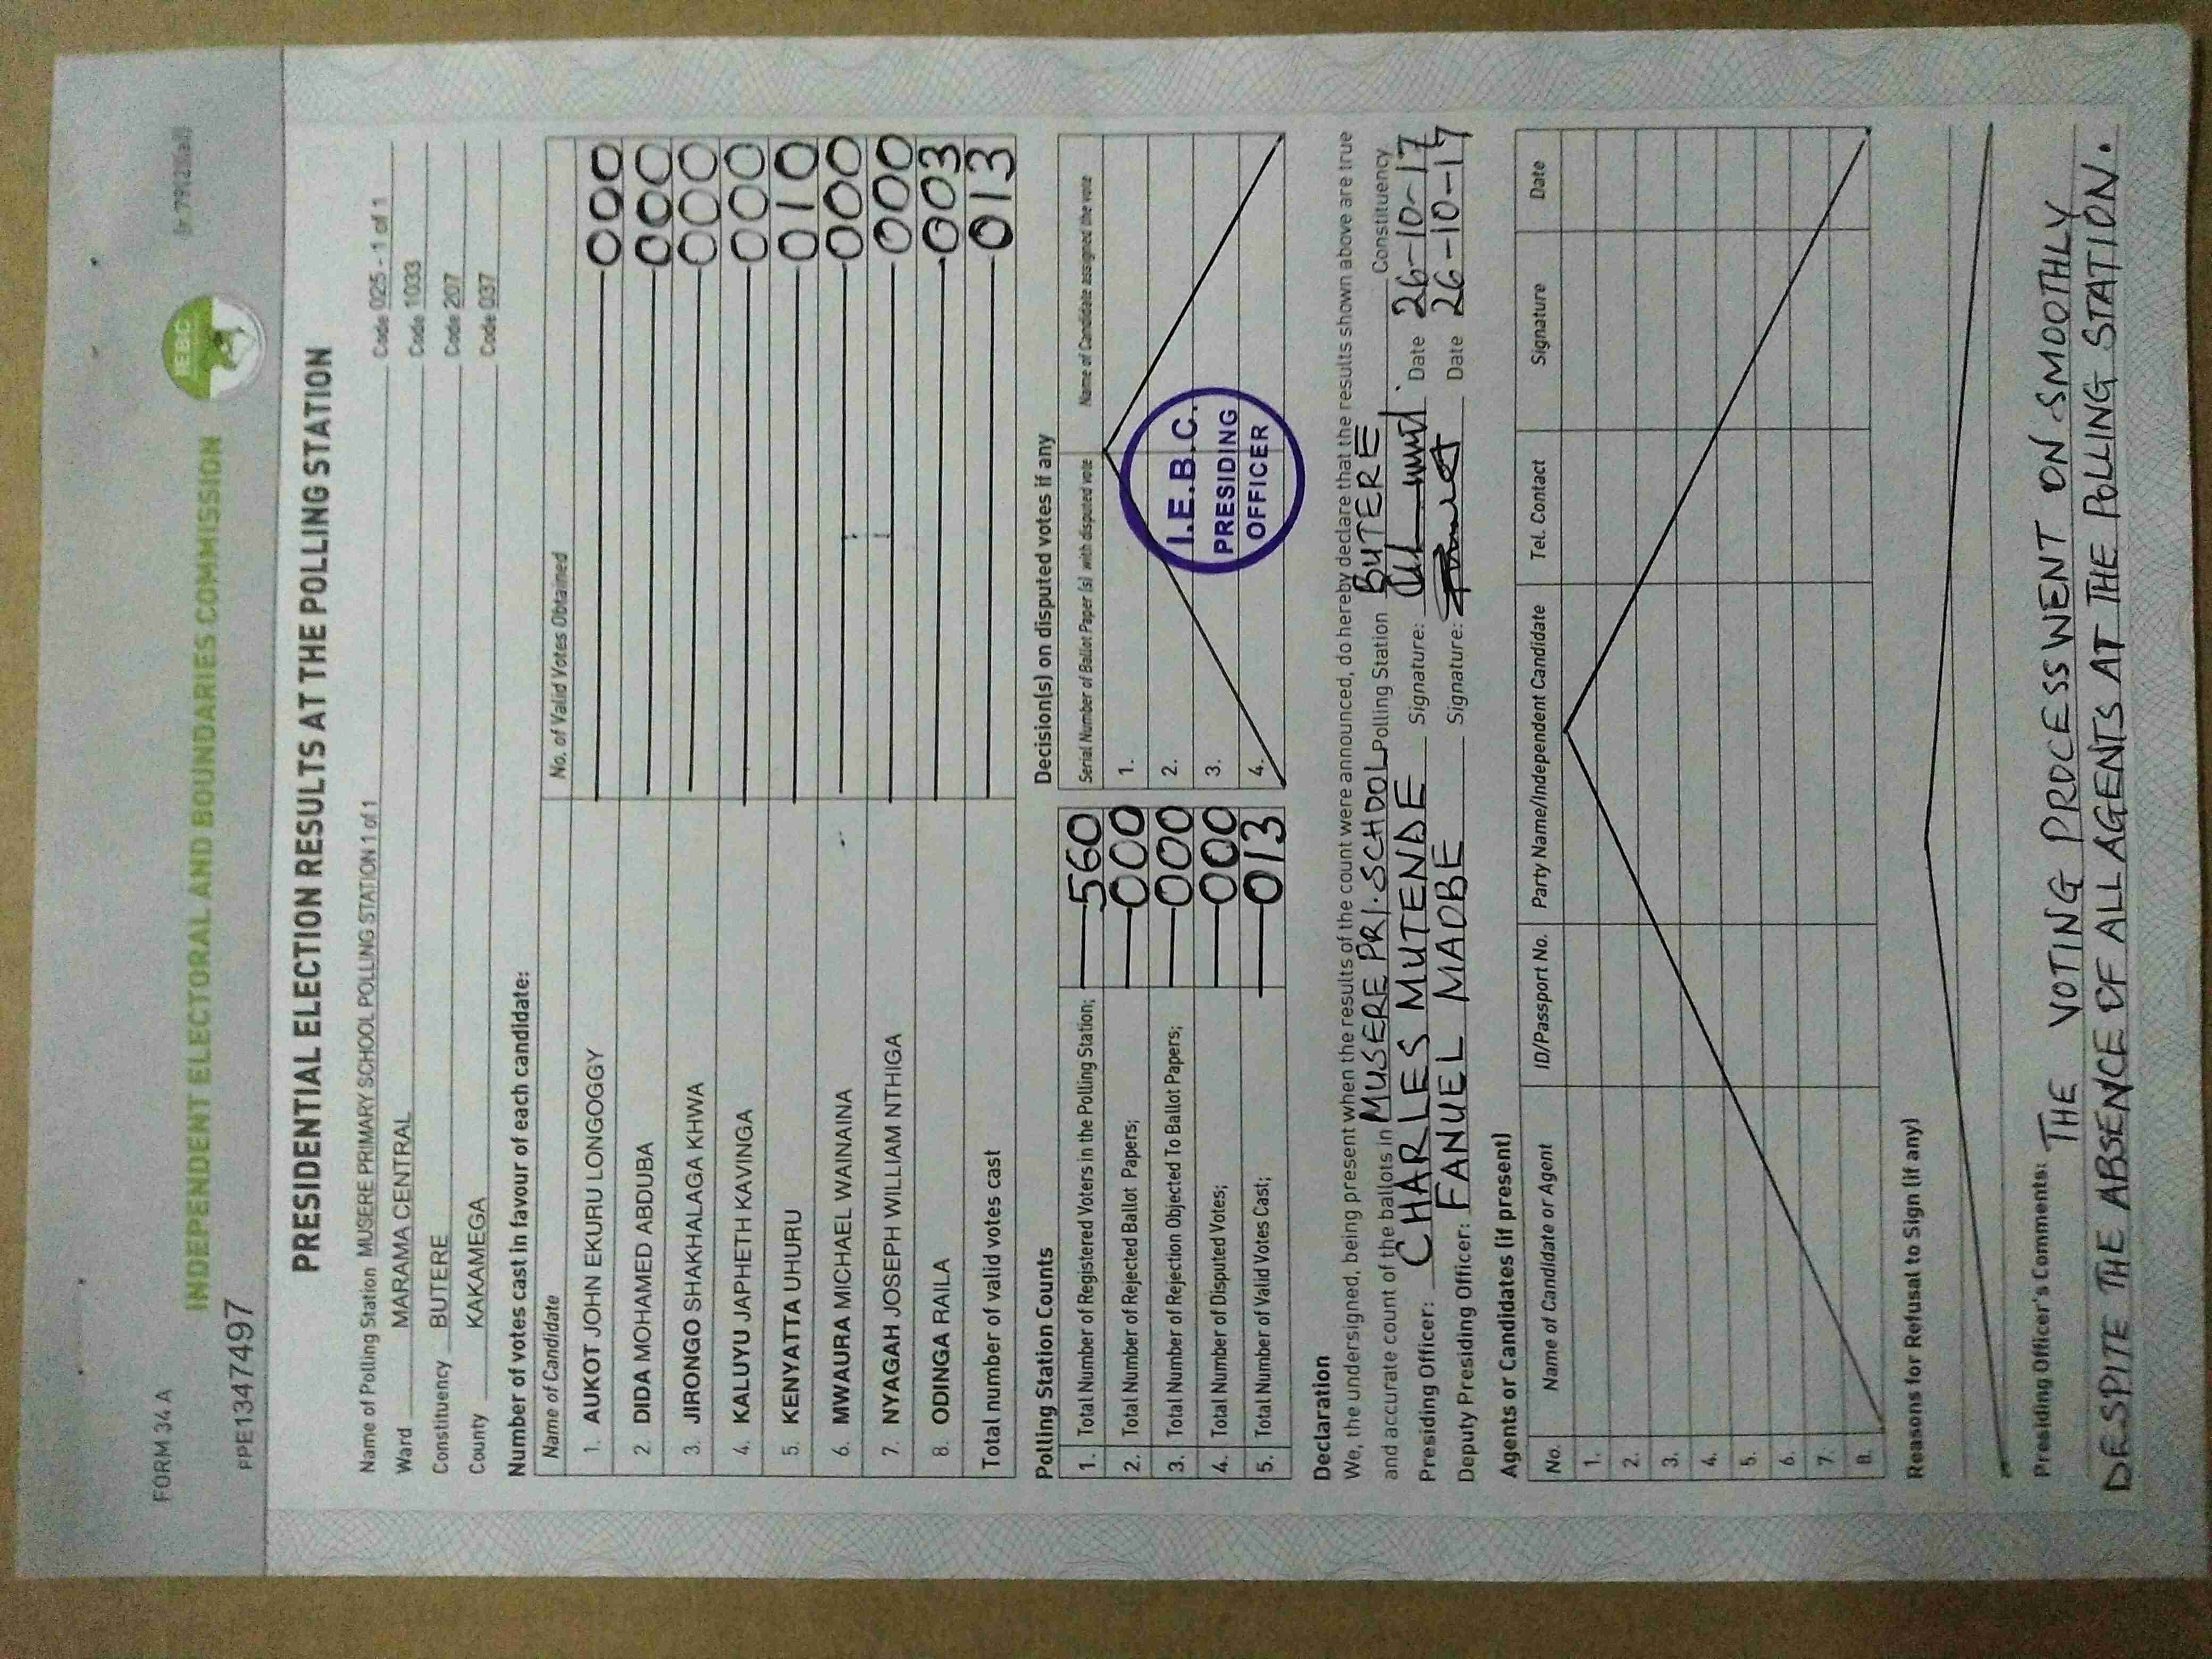 FORM 34 A
INDEPENDENT ELECTORAL AND BOUNDARIES COMMISSION
IEBC
PPE1347497
PRESIDENTIAL ELECTION RESULTS AT THE POLLING STATION
Name of Polling Station MUSERE PRIMARY SCHOOL POLLING STATION 1 of 1 Code 025 - 1 of 1
Ward MARAMA CENTRAL Code 1033
Constituency BUTERE Code 207
County KAKAMEGA Code 037
Number of votes cast in favour of each candidate:
Name of Candidate No. of Valid Votes Obtained
1. AUKOT JOHN EKURU LONGOGGY 000
2. DIDA MOHAMED ABDUBA 000
3. JIRONGO SHAKHALAGA KHWA 000
4. KALUYU JAPHETH KAVINGA 000
5. KENYATTA UHURU 010
6. MWAURA MICHAEL WAINAINA 000
7. NYAGAH JOSEPH WILLIAM NTHIGA 000
8. ODINGA RAILA 003
Total number of valid votes cast 013
Polling Station Counts
1. Total Number of Registered Voters in the Polling Station; 560
2. Total Number of Rejected Ballot Papers; 000
3. Total Number of Rejection Objected To Ballot Papers; 000
4. Total Number of Disputed Votes; 000
5. Total Number of Valid Votes Cast; 013
Decision(s) on disputed votes if any
Serial Number of Ballot Paper (s) with disputed vote Name of Candidate assigned the vote
1.
2.
3.
4.
I.E.B.C.
PRESIDING
OFFICER
Declaration
We, the undersigned, being present when the results of the count were announced, do hereby declare that the results shown above are true
and accurate count of the ballots in MUSERE PRI. SCHOOL Polling Station BUTERE Constituency
Presiding Officer: CHARLES MUTENDE Signature: Date 26-10-17
Deputy Presiding Officer: FANUEL MAOBE Signature: Date 26-10-17
Agents or Candidates (if present)
No. Name of Candidate or Agent ID/Passport No. Party Name/Independent Candidate Tel. Contact Signature Date
1.
2.
3.
4.
5.
6.
7.
8.
Reasons for Refusal to Sign (if any)
Presiding Officer's Comments: THE VOTING PROCESS WENT ON SMOOTHLY
DESPITE THE ABSENCE OF ALL AGENTS AT THE POLLING STATION.